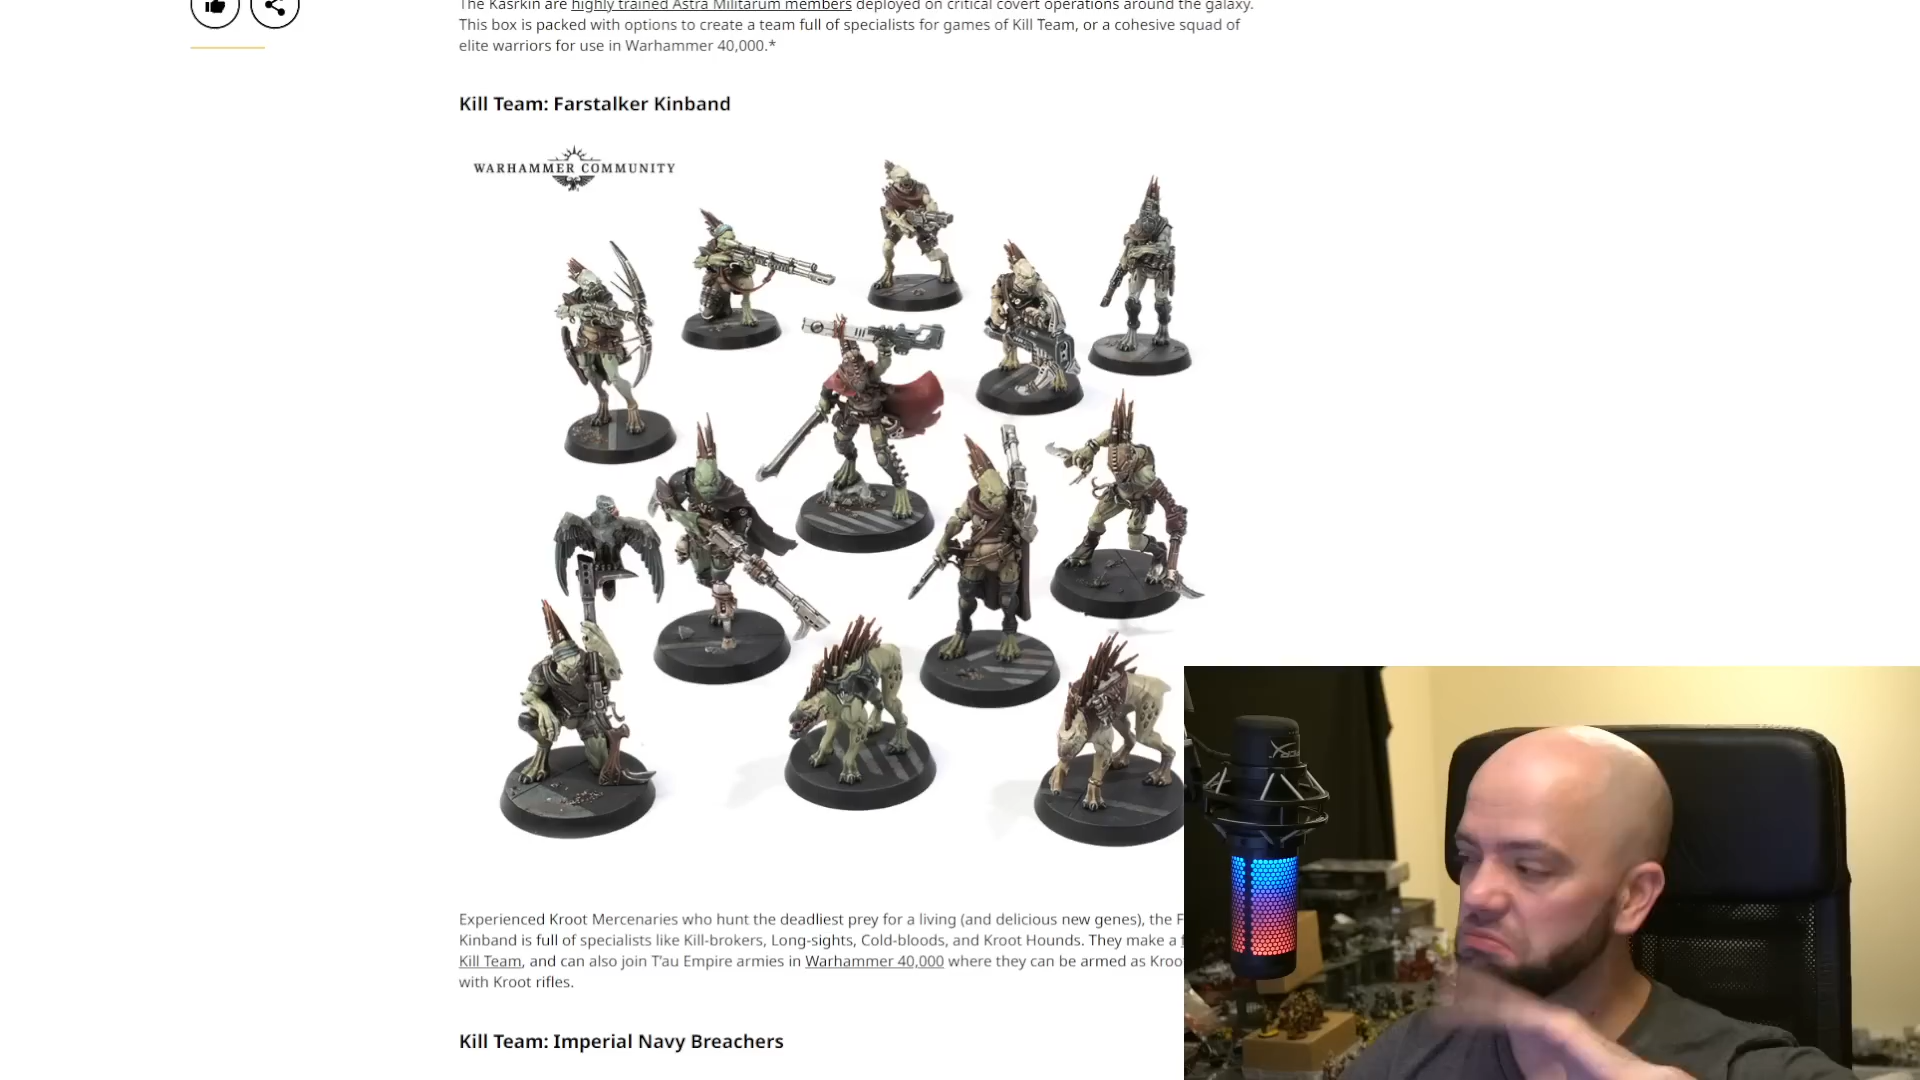 The Kasrkin are highly trained Astra Militarum members deployed on critical covert operations around the galaxy.
This box is packed with options to create a team full of specialists for games of Kill Team, or a cohesive squad of
elite warriors for use in Warhammer 40,000.*
Kill Team: Farstalker Kinband
WARHAMMER COMMUNITY
Experienced Kroot Mercenaries who hunt the deadliest prey for a living (and delicious new genes), the
Kinband is full of specialists like Kill-brokers, Long-sights, Cold-bloods, and Kroot Hounds. They make a
Kill Team, and can also join T'au Empire armies in Warhammer 40,000 where they can be armed as
with Kroot rifles.
Kill Team: Imperial Navy Breachers